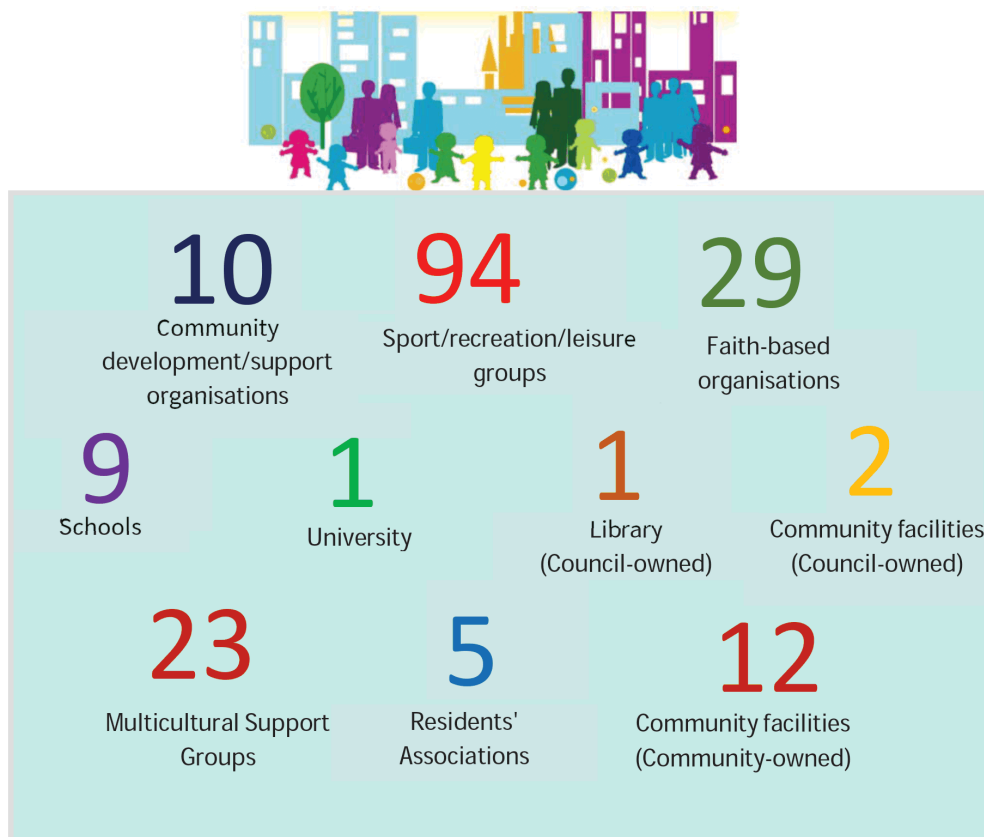 10
Community
development/support
organisations
94
Sport/recreation/leisure
groups
29
Faith-based
organisations
9
Schools
1
University
1
Library
(Council-owned)
2
Community facilities
(Council-owned)
23
Multicultural Support
Groups
5
Residents'
Associations
12
Community facilities
(Community-owned)